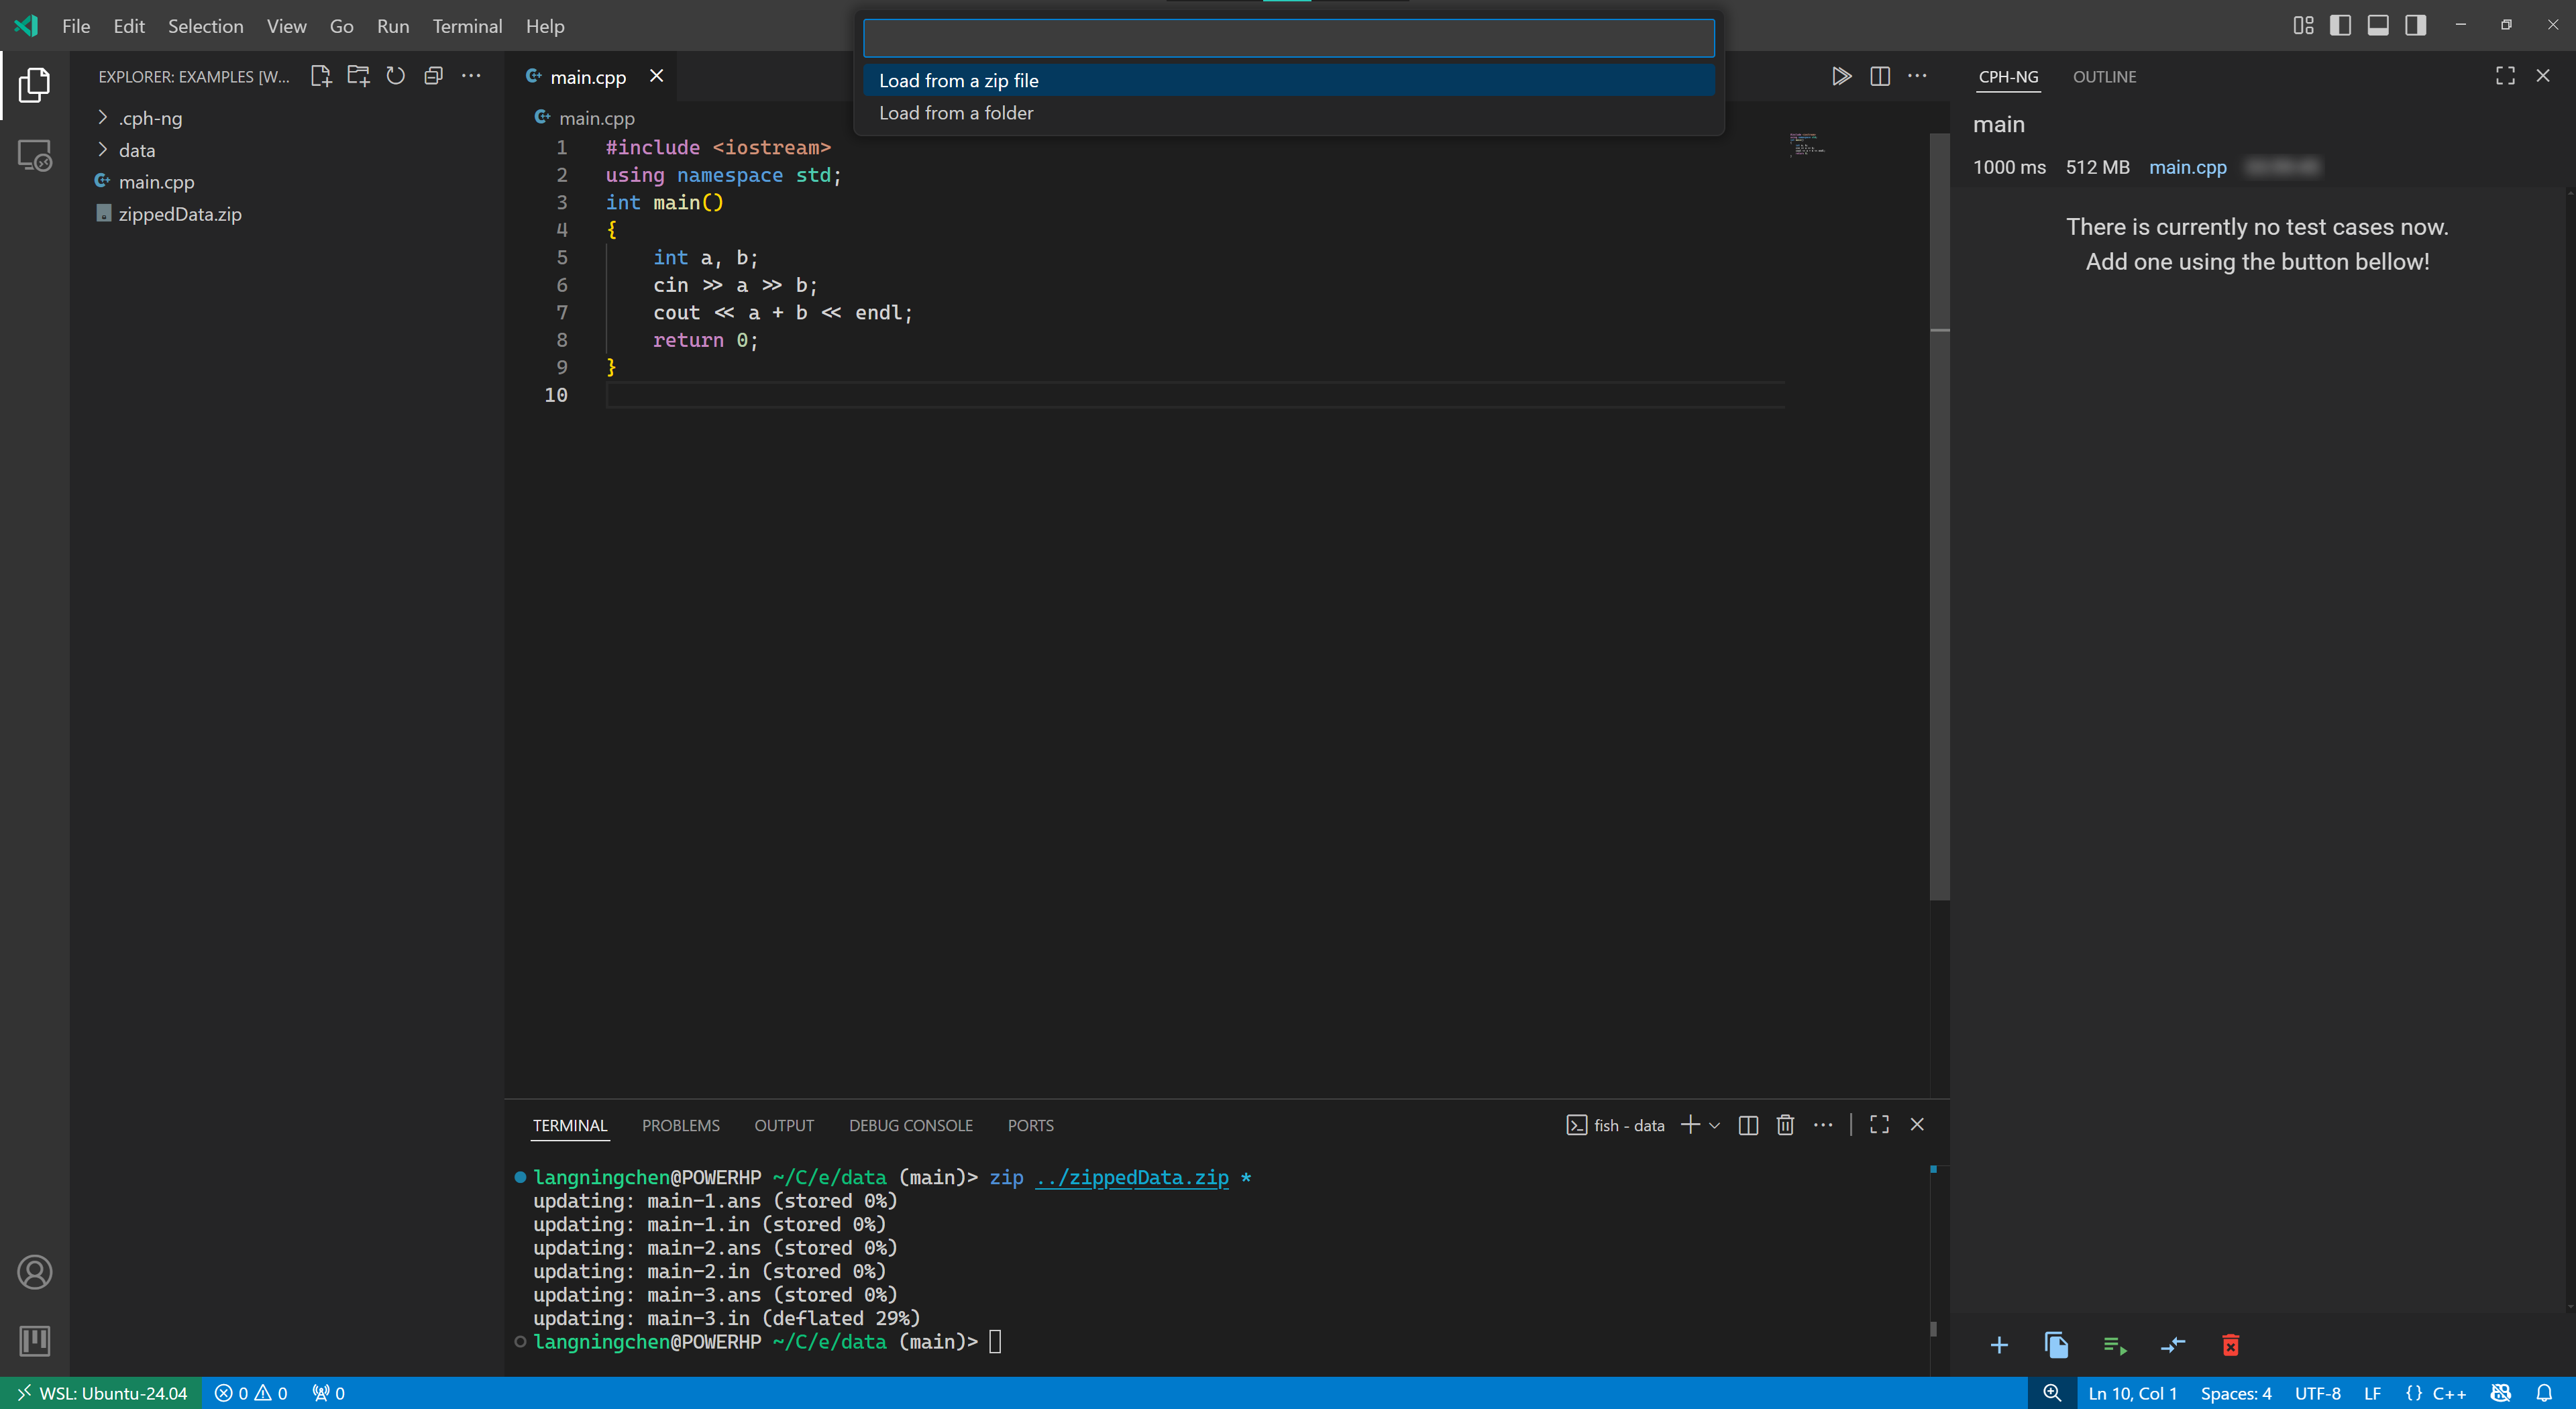 File Edit Selection View Go Run Terminal Help
Load from a zip file
Load from a folder
EXPLORER: EXAMPLES [W...
.cph-ng
data
main.cpp
zippedData.zip
main.cpp
main.cpp
1 #include <iostream>
2 using namespace std;
3 int main()
4 {
5 int a, b;
6 cin >> a >> b;
7 cout << a + b << endl;
8 return 0;
9 }
10
CPH-NG OUTLINE
main
1000 ms 512 MB main.cpp
There is currently no test cases now.
Add one using the button bellow!
TERMINAL PROBLEMS OUTPUT DEBUG CONSOLE PORTS
fish - data
langningchen@POWERHP ~/C/e/data (main)> zip ../zippedData.zip *
updating: main-1.ans (stored 0%)
updating: main-1.in (stored 0%)
updating: main-2.ans (stored 0%)
updating: main-2.in (stored 0%)
updating: main-3.ans (stored 0%)
updating: main-3.in (deflated 29%)
langningchen@POWERHP ~/C/e/data (main)>
WSL: Ubuntu-24.04 0 0 0
Ln 10, Col 1 Spaces: 4 UTF-8 LF {} C++